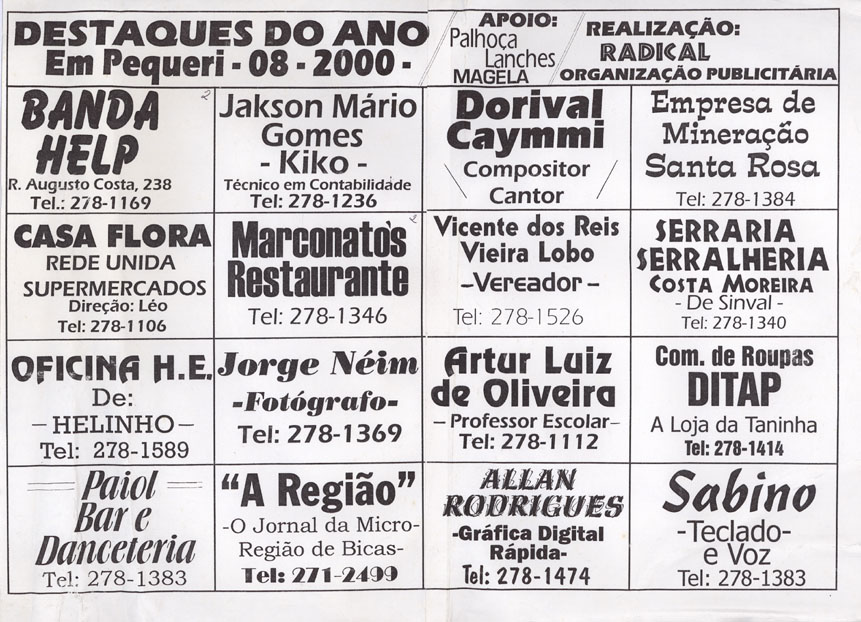 DESTAQUES DO ANO
Em Pequeri - 08 - 2000 -
APOIO:
Palhoça
Lanches
MAGELA
REALIZAÇÃO:
RADICAL
ORGANIZAÇÃO PUBLICITÁRIA
BANDA
HELP
R. Augusto Costa, 238
Tel.: 278-1169
2
Jakson Mário
Gomes
- Kiko -
Técnico em Contabilidade
Tel: 278-1236
Dorival
Caymmi
Compositor
Cantor
Empresa de
Mineração
Santa Rosa
Tel: 278-1384
CASA FLORA
REDE UNIDA
SUPERMERCADOS
Direção: Léo
Tel: 278-1106
Marconato's
Restaurante
Tel: 278-1346
2
Vicente dos Reis
Vieira Lobo
-Vereador-
Tel: 278-1526
SERRARIA
SERRALHERIA
COSTA MOREIRA
- De Sinval -
Tel: 278-1340
OFICINA H.E.
De:
- HELINHO -
Tel: 278-1589
Jorge Néim
-Fotógrafo-
Tel: 278-1369
Artur Luiz
de Oliveira
- Professor Escolar-
Tel: 278-1112
Com. de Roupas
DITAP
A Loja da Taninha
Tel: 278-1414
Paiol
Bar e
Danceteria
Tel: 278-1383
"A Região"
-O Jornal da Micro-
Região de Bicas-
Tel: 271-2499
ALLAN
RODRIGUES
-Gráfica Digital
Rápida-
Tel: 278-1474
Sabino
-Teclado-
e Voz
Tel: 278-1383